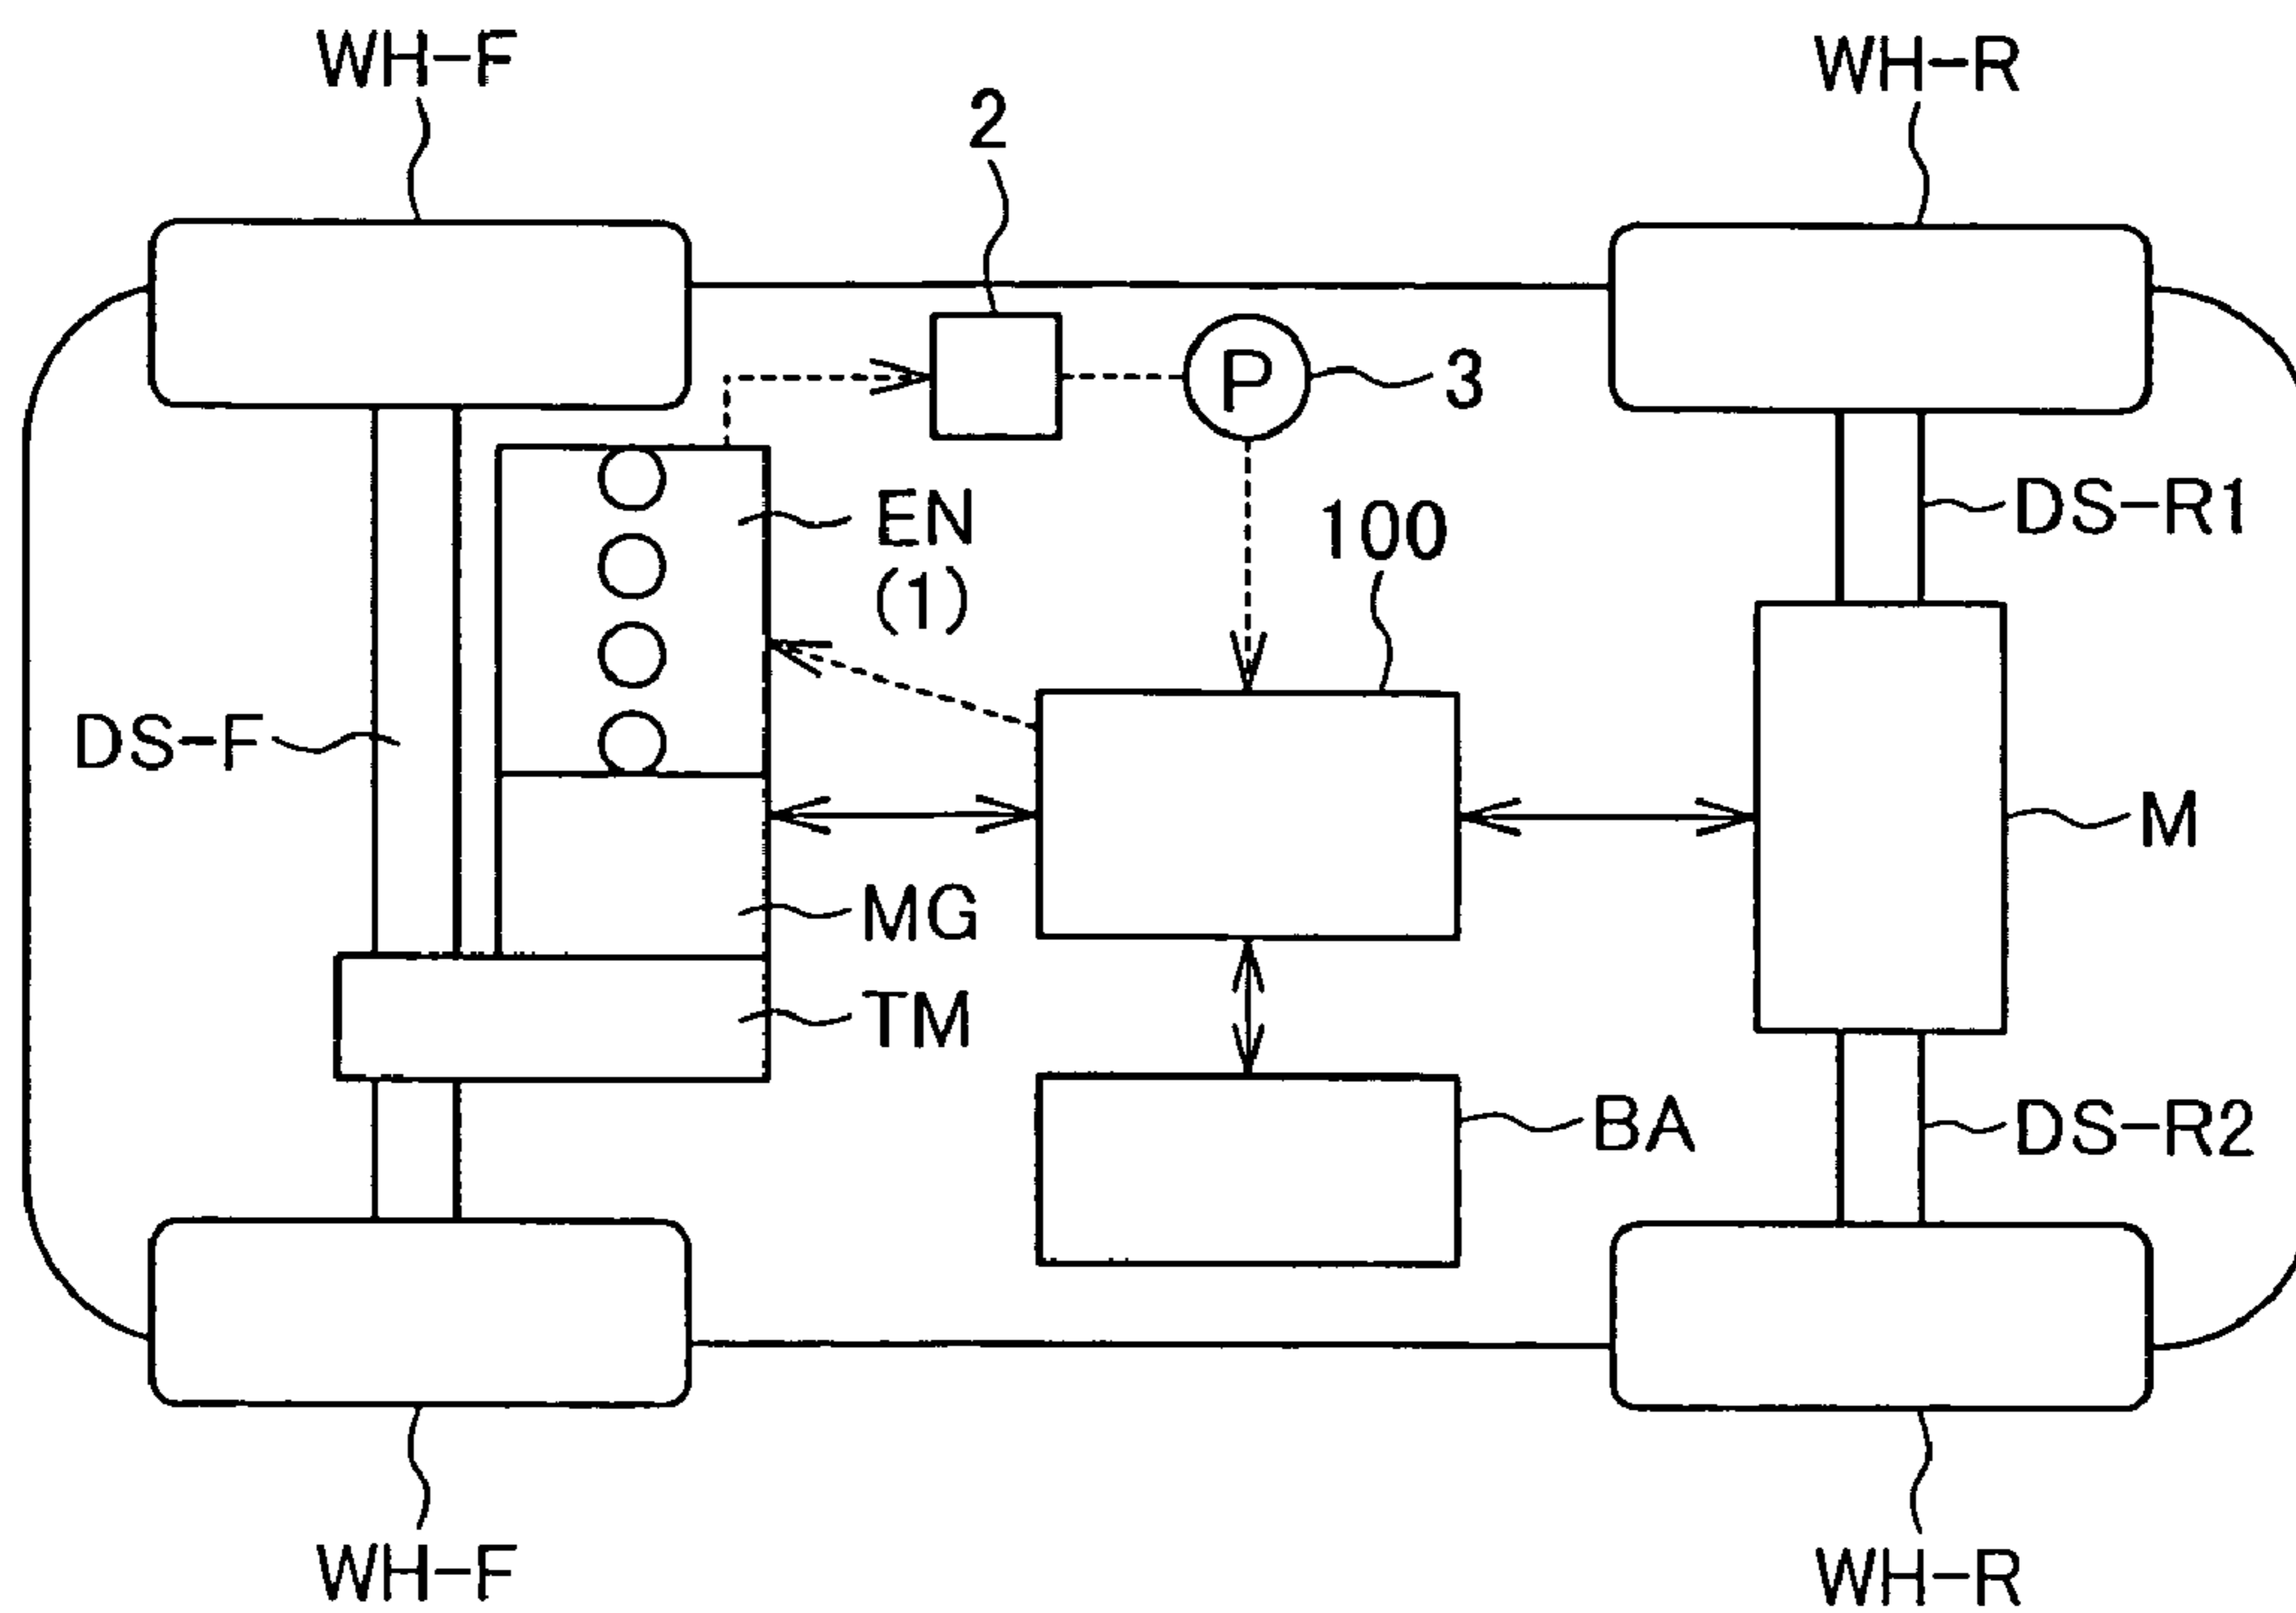 WH-F
WH-R
2
P
3
EN
(1)
100
DS-R1
DS-F
M
MG
TM
BA
DS-R2
WH-F
WH-R